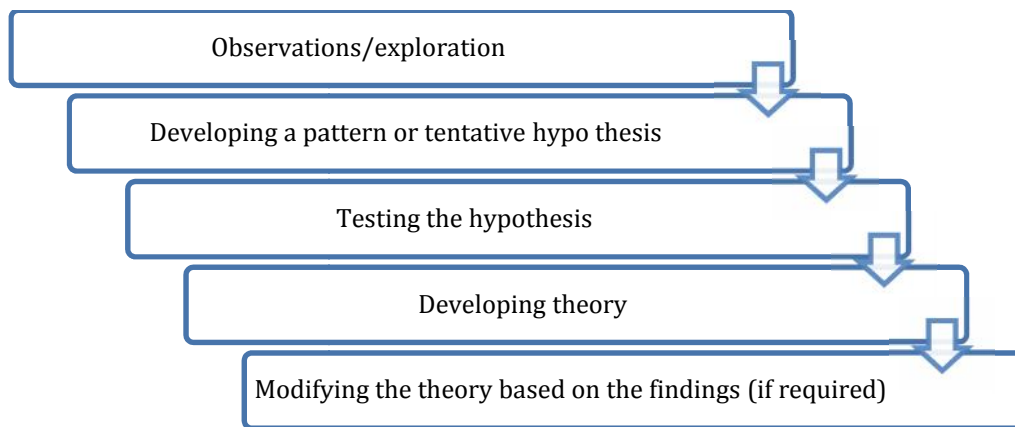 Observations/exploration
Developing a pattern or tentative hypo thesis
Testing the hypothesis
Developing theory
Modifying the theory based on the findings (if required)